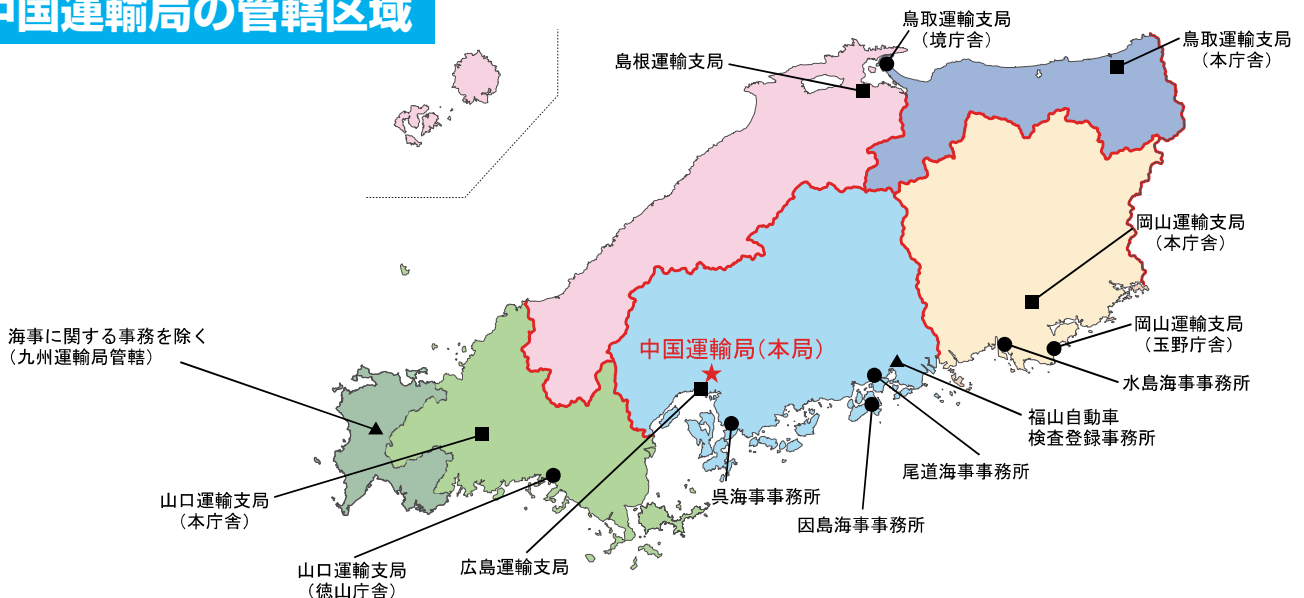 中国運輸局の管轄区域
鳥取運輸支局
（境庁舎）
鳥取運輸支局
（本庁舎）
島根運輸支局
岡山運輸支局
（本庁舎）
岡山運輸支局
（玉野庁舎）
水島海事事務所
海事に関する事務を除く
（九州運輸局管轄）
中国運輸局（本局）
福山自動車
検査登録事務所
尾道海事事務所
因島海事事務所
呉海事事務所
広島運輸支局
山口運輸支局
（本庁舎）
山口運輸支局
（徳山庁舎）